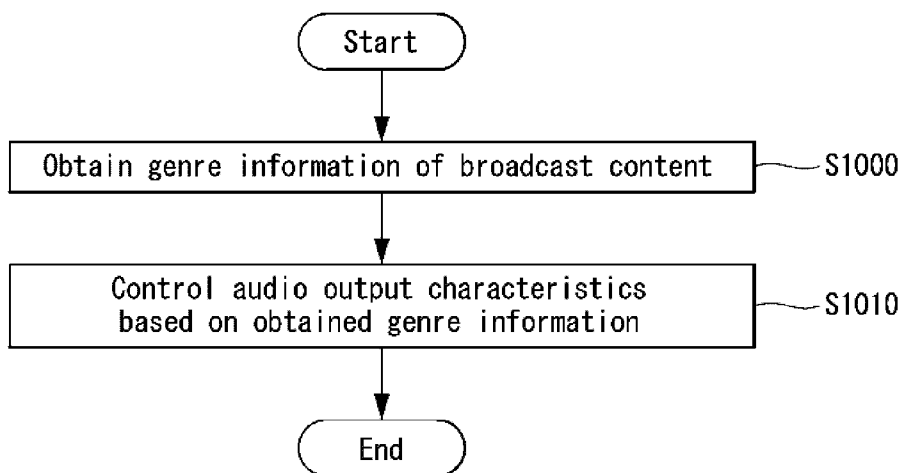 Start
Obtain genre information of broadcast content
S1000
Control audio output characteristics
based on obtained genre information
S1010
End